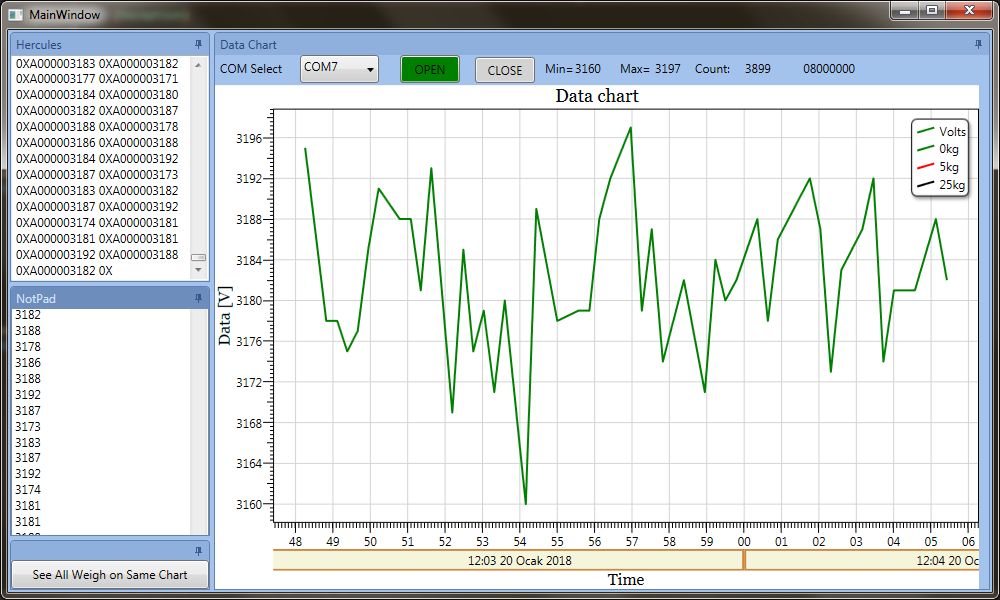 MainWindow
Hercules
0XA000003183 0XA000003182
0XA000003177 0XA000003171
0XA000003184 0XA000003180
0XA000003182 0XA000003187
0XA000003188 0XA000003178
0XA000003186 0XA000003188
0XA000003184 0XA000003192
0XA000003187 0XA000003173
0XA000003183 0XA000003182
0XA000003187 0XA000003192
0XA000003174 0XA000003181
0XA000003181 0XA000003181
0XA000003192 0XA000003188
0XA000003182 0X
NotPad
3182
3188
3178
3186
3188
3192
3187
3173
3183
3187
3192
3174
3181
3181
See All Weigh on Same Chart
Data Chart
COM Select COM7 OPEN CLOSE Min= 3160 Max= 3197 Count: 3899 08000000
Data chart
Volts
0kg
5kg
25kg
Data [V]
3196
3192
3188
3184
3180
3176
3172
3168
3164
3160
48 49 50 51 52 53 54 55 56 57 58 59 00 01 02 03 04 05 06
12:03 20 Ocak 2018 12:04 20 Oc
Time